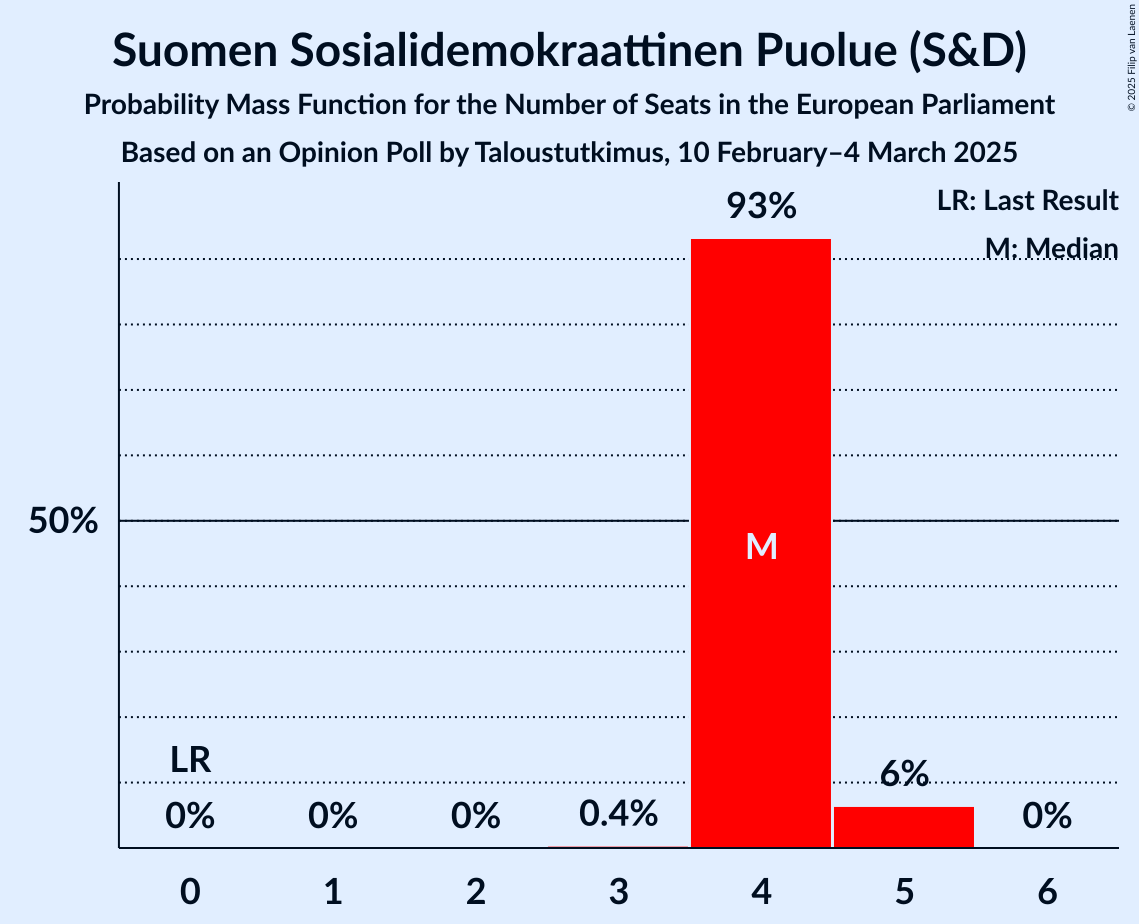 Suomen Sosialidemokraattinen Puolue (S&D)
Probability Mass Function for the Number of Seats in the European Parliament
Based on an Opinion Poll by Taloustutkimus, 10 February–4 March 2025
© 2025 Filip van Laenen
LR: Last Result
M: Median
93%
50%
M
LR
0%
0%
0%
0.4%
6%
0%
0
1
2
3
4
5
6